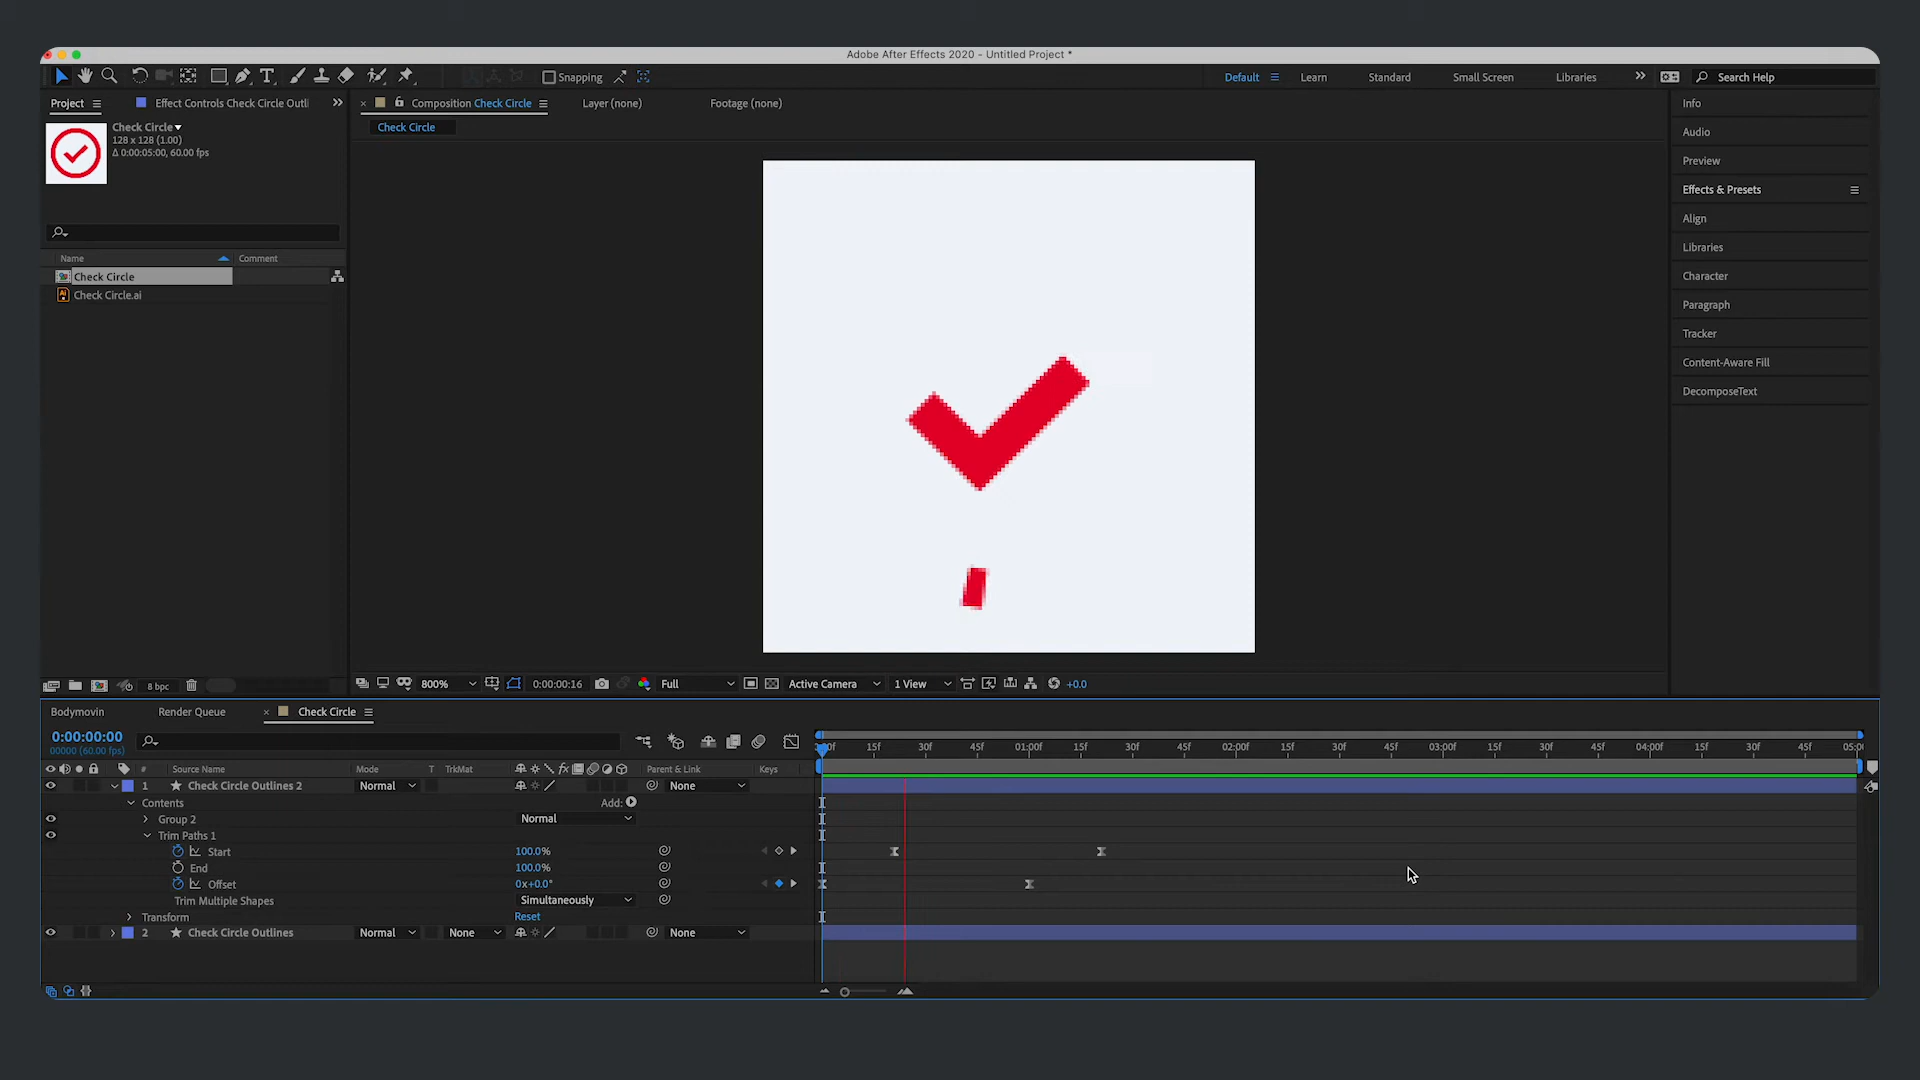 Adobe After Effects 2020 - Untitled Project *
Snapping
Default
Learn
Standard
Small Screen
Libraries
Search Help
Project
Effect Controls Check Circle Outli
Composition Check Circle
Layer (none)
Footage (none)
Info
Check Circle
128 x 128 (1.00)
Δ 0:00:05:00, 60.00 fps
Check Circle
Audio
Preview
Effects & Presets
Align
Libraries
Character
Paragraph
Tracker
Content-Aware Fill
DecomposeText
Name
Comment
Check Circle
Check Circle.ai
8 bpc
800%
0:00:00:16
Full
Active Camera
1 View
+0.0
Bodymovin
Render Queue
Check Circle
0:00:00:00
00000 (60.00 fps)
15f
30f
45f
01:00f
15f
30f
45f
02:00f
15f
30f
45f
03:00f
15f
30f
45f
04:00f
15f
30f
45f
05:0
#
Source Name
Mode
T
TrkMat
fx
Parent & Link
Keys
1
Check Circle Outlines 2
Normal
None
Contents
Add:
Group 2
Normal
Trim Paths 1
Start
100.0%
End
100.0%
Offset
0x+0.0°
Trim Multiple Shapes
Simultaneously
Transform
Reset
2
Check Circle Outlines
Normal
None
None